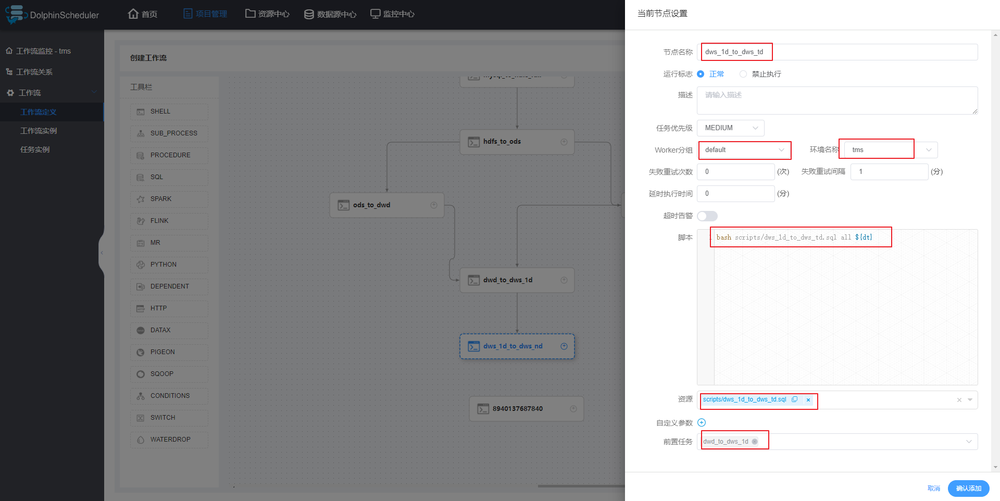 DolphinScheduler
首页
项目管理
资源中心
数据源中心
监控中心
工作流监控 - tms
工作流关系
工作流
工作流定义
工作流实例
任务实例
创建工作流
工具栏
SHELL
SUB_PROCESS
PROCEDURE
SQL
SPARK
FLINK
MR
PYTHON
DEPENDENT
HTTP
DATAX
PIGEON
SQOOP
CONDITIONS
SWITCH
WATERDROP
hdfs_to_ods
ods_to_dwd
dwd_to_dws_1d
dws_1d_to_dws_nd
8940137687840
当前节点设置
节点名称 dws_1d_to_dws_td
运行标志 正常 禁止执行
描述 请输入描述
任务优先级 MEDIUM
Worker分组 default 环境名称 tms
失败重试次数 0 (次) 失败重试间隔 1 (分)
延时执行时间 0 (分)
超时告警
脚本 1 bash scripts/dws_1d_to_dws_td.sql all ${dt}
资源 scripts/dws_1d_to_dws_td.sql
自定义参数
前置任务 dwd_to_dws_1d
取消 确认添加